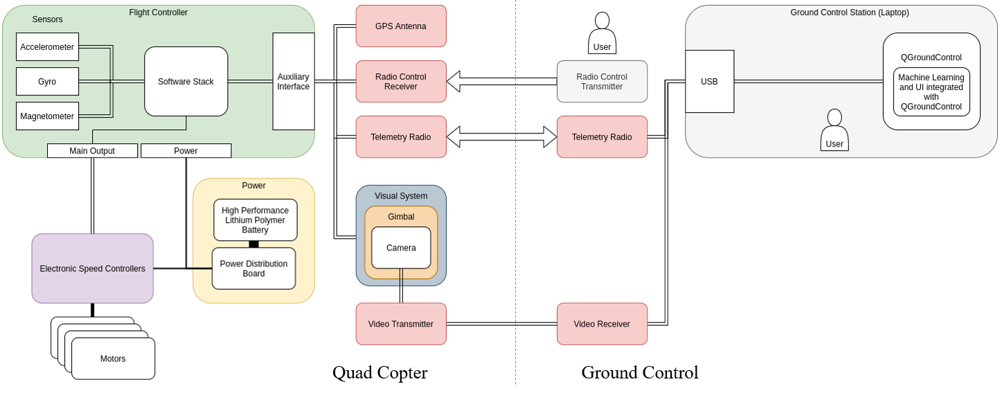 Flight Controller
Sensors
Accelerometer
Gyro
Magnetometer
Software Stack
Auxiliary
Interface
Main Output
Power
Power
High Performance
Lithium Polymer
Battery
Power Distribution
Board
Electronic Speed Controllers
Motors
GPS Antenna
Radio Control
Receiver
Telemetry Radio
Visual System
Gimbal
Camera
Video Transmitter
Quad Copter
User
Radio Control
Transmitter
Telemetry Radio
Video Receiver
Ground Control
Ground Control Station (Laptop)
USB
QGroundControl
Machine Learning
and UI integrated
with
QGroundControl
User